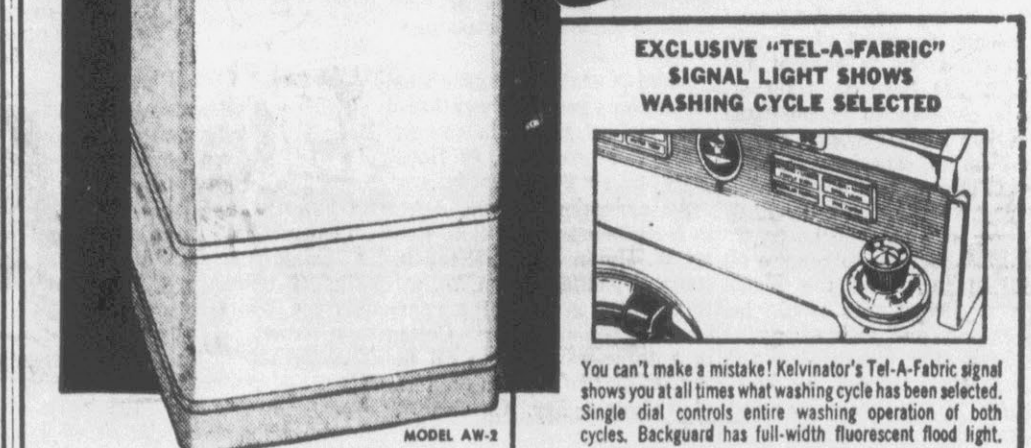 EXCLUSIVE “TEL-A-FABRIC”
SIGNAL LIGHT SHOWS
WASHING CYCLE SELECTED
You can't make a mistake! Kelvinator's Tel-A-Fabric signal
shows you at all times what washing cycle has been selected.
Single dial controls entire washing operation of both
cycles. Backguard has full-width fluorescent flood light.
MODEL AW-2